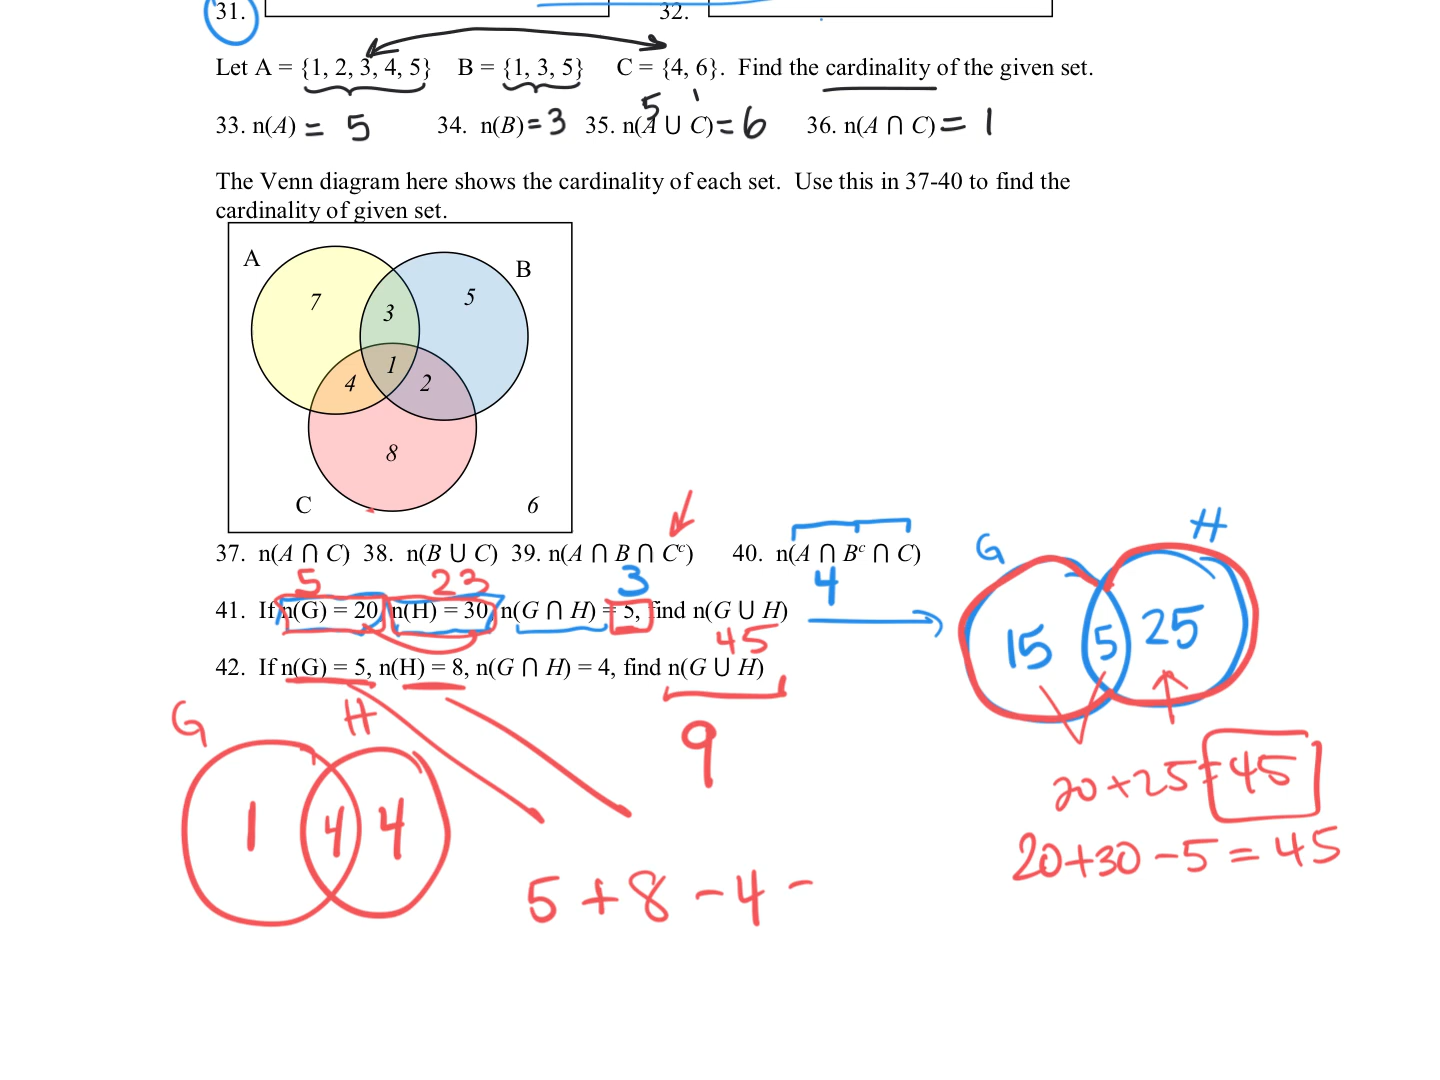 31. 32.
Let A = {1, 2, 3, 4, 5} B = {1, 3, 5} C = {4, 6}. Find the cardinality of the given set.
5 1
33. n(A) = 5 34. n(B) = 3 35. n(A ∪ C) = 6 36. n(A ∩ C) = 1
The Venn diagram here shows the cardinality of each set. Use this in 37-40 to find the
cardinality of given set.
A
B
7 3 5
1
4 2
8
C 6
37. n(A ∩ C) 38. n(B ∪ C) 39. n(A ∩ B ∩ Cᶜ) 40. n(A ∩ Bᶜ ∩ C)
5 23 3 4
41. If n(G) = 20, n(H) = 30, n(G ∩ H) = 5, find n(G ∪ H)
45
42. If n(G) = 5, n(H) = 8, n(G ∩ H) = 4, find n(G ∪ H)
9
G H
15 5 25
20+25=45
20+30-5=45
G H
1 4 4
5+8-4-